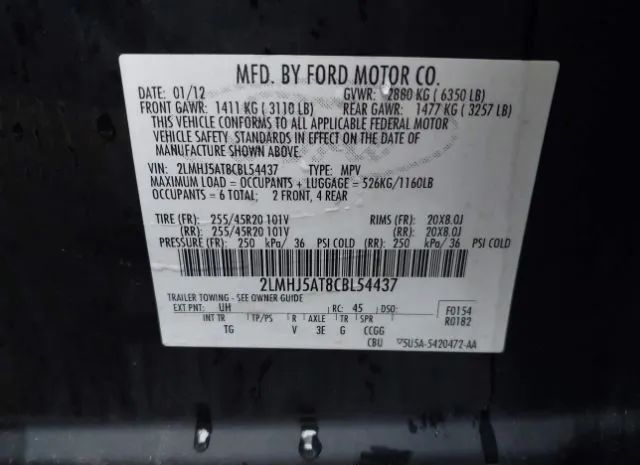 MFD. BY FORD MOTOR CO.
DATE: 01/12 GVWR: 2880 KG ( 6350 LB)
FRONT GAWR: 1411 KG ( 3110 LB) REAR GAWR: 1477 KG ( 3257 LB)
THIS VEHICLE CONFORMS TO ALL APPLICABLE FEDERAL MOTOR
VEHICLE SAFETY STANDARDS IN EFFECT ON THE DATE OF
MANUFACTURE SHOWN ABOVE.
VIN: 2LMHJ5AT8CBL54437 TYPE: MPV
MAXIMUM LOAD = OCCUPANTS + LUGGAGE = 526KG/1160LB
OCCUPANTS = 6 TOTAL; 2 FRONT, 4 REAR
TIRE (FR): 255/45R20 101V RIMS (FR): 20X8.0J
(RR): 255/45R20 101V (RR): 20X8.0J
PRESSURE (FR): 250 kPa/ 36 PSI COLD (RR): 250 kPa/ 36 PSI COLD
2LMHJ5AT8CBL54437
TRAILER TOWING - SEE OWNER GUIDE
EXT PNT: UH RC: 45 DSO: F0154
INT TR TP/PS R AXLE TR SPR R0182
TG V 3E G CCGG
CBU 5U5A-5420472-AA